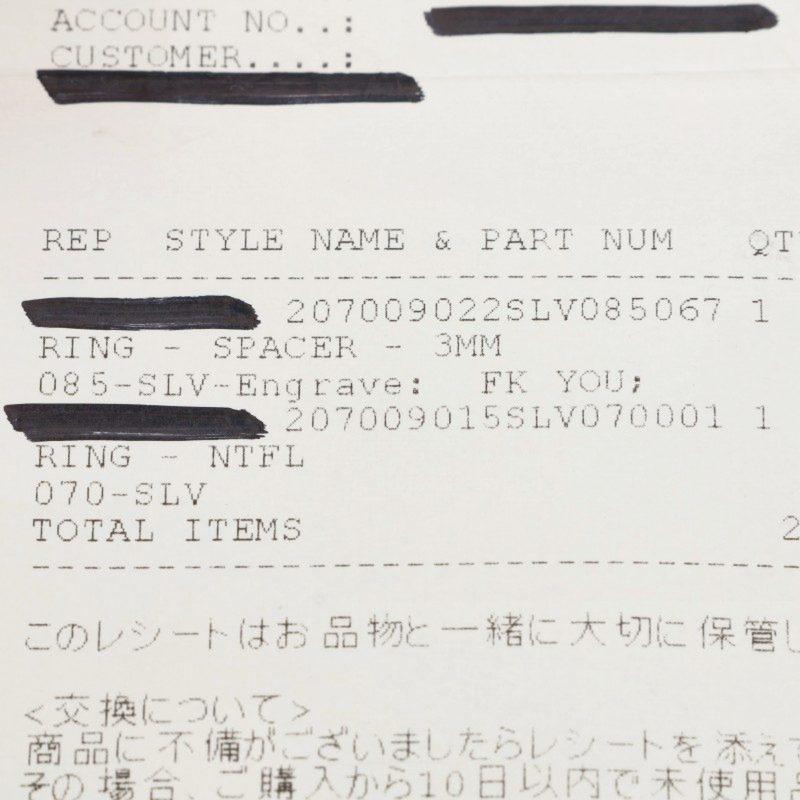 ACCOUNT NO..:
CUSTOMER....:
REP STYLE NAME & PART NUM QT
207009022SLV085067 1
RING - SPACER - 3MM
085-SLV-Engrave: FK YOU;
207009015SLV070001 1
RING - NTFL
070-SLV
TOTAL ITEMS 2
このレシートはお品物と一緒に大切に保管し
<交換について>
商品に不備がございましたらレシートを添え
その場合、ご購入から10日以内で未使用品